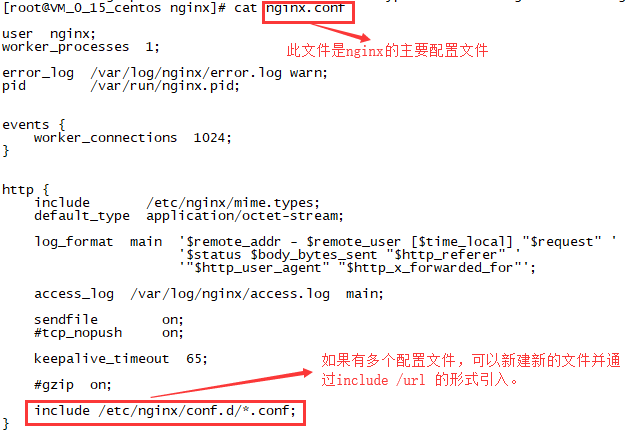 [root@VM_0_15_centos nginx]# cat nginx.conf
此文件是nginx的主要配置文件
user  nginx;
worker_processes  1;
error_log  /var/log/nginx/error.log warn;
pid        /var/run/nginx.pid;
events {
    worker_connections  1024;
}
http {
    include       /etc/nginx/mime.types;
    default_type  application/octet-stream;
    log_format  main  '$remote_addr - $remote_user [$time_local] "$request" '
                      '$status $body_bytes_sent "$http_referer" '
                      '"$http_user_agent" "$http_x_forwarded_for"';
    access_log  /var/log/nginx/access.log  main;
    sendfile        on;
    #tcp_nopush     on;
    keepalive_timeout  65;
如果有多个配置文件，可以新建新的文件并通
过include /url 的形式引入。
    #gzip  on;
    include /etc/nginx/conf.d/*.conf;
}